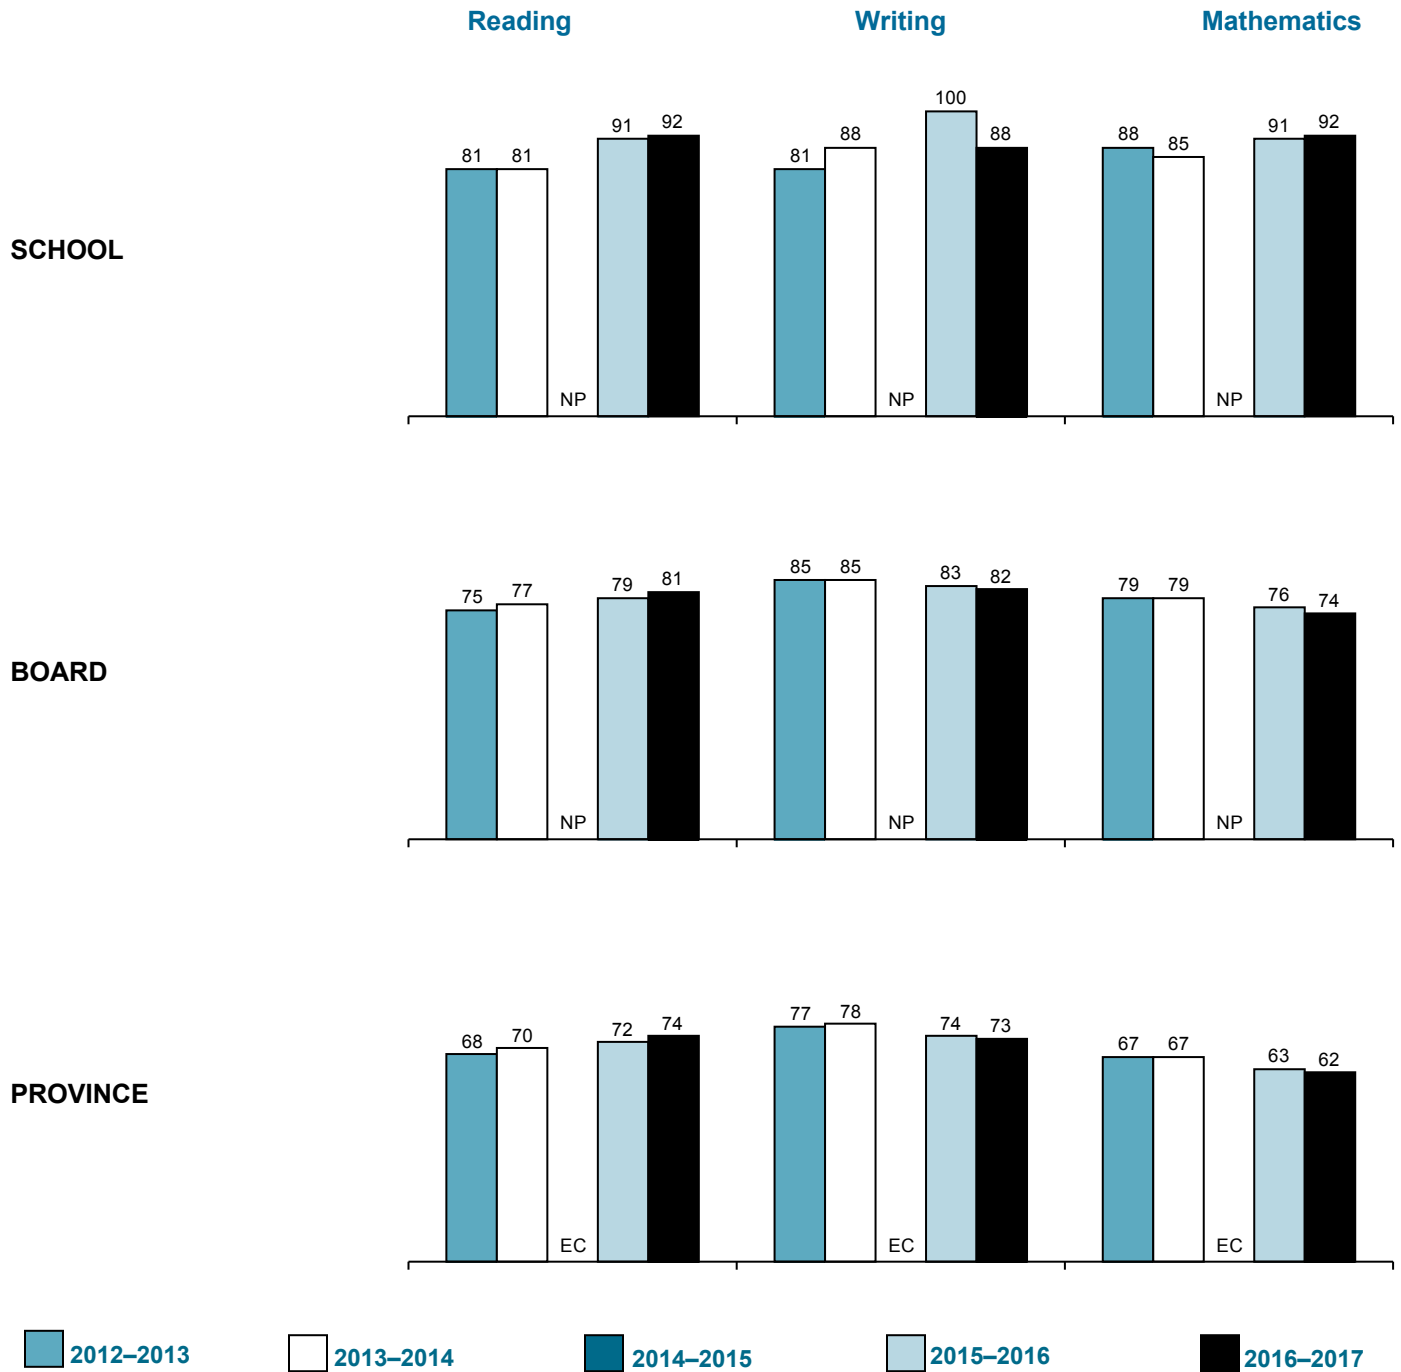 Reading Writing Mathematics
SCHOOL
81 81 NP 91 92
81 88 NP 100 88
88 85 NP 91 92
BOARD
75 77 NP 79 81
85 85 NP 83 82
79 79 NP 76 74
PROVINCE
68 70 EC 72 74
77 78 EC 74 73
67 67 EC 63 62
2012–2013 2013–2014 2014–2015 2015–2016 2016–2017